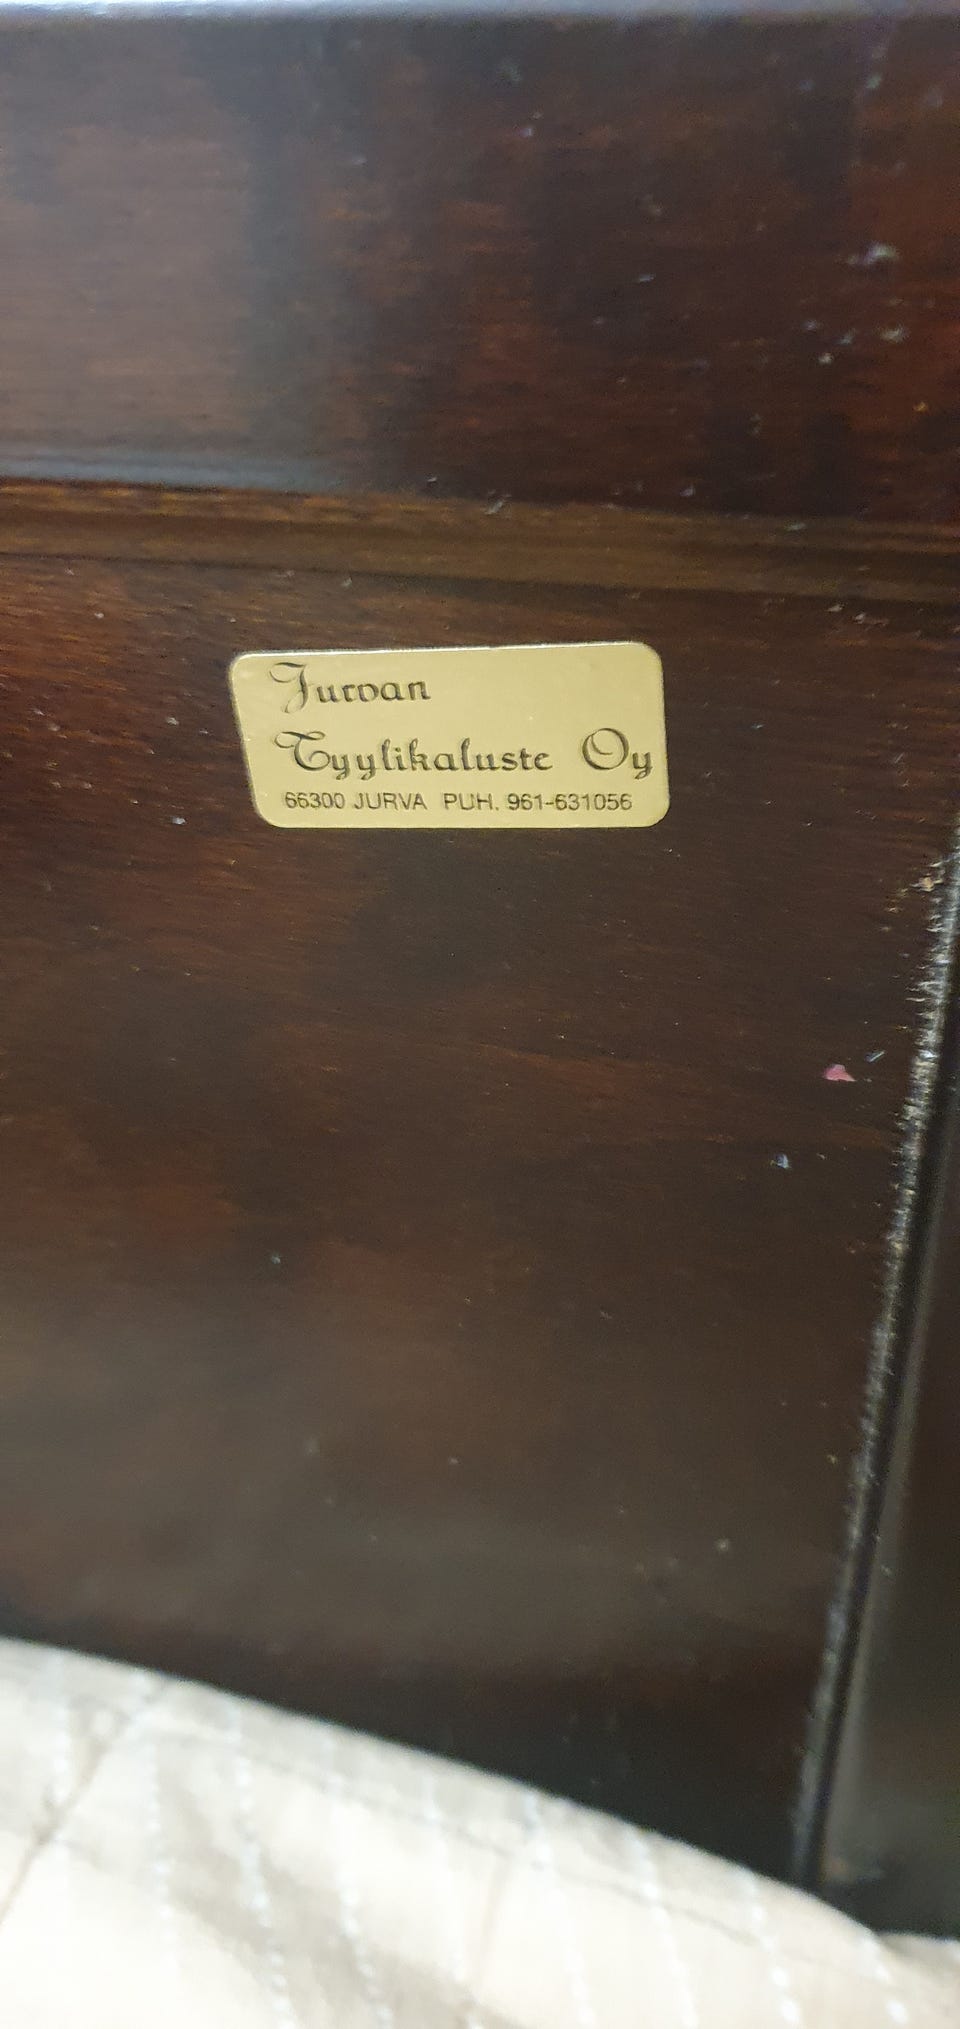 Jurvan
Tyylikaluste Oy
66300 JURVA PUH. 961-631056